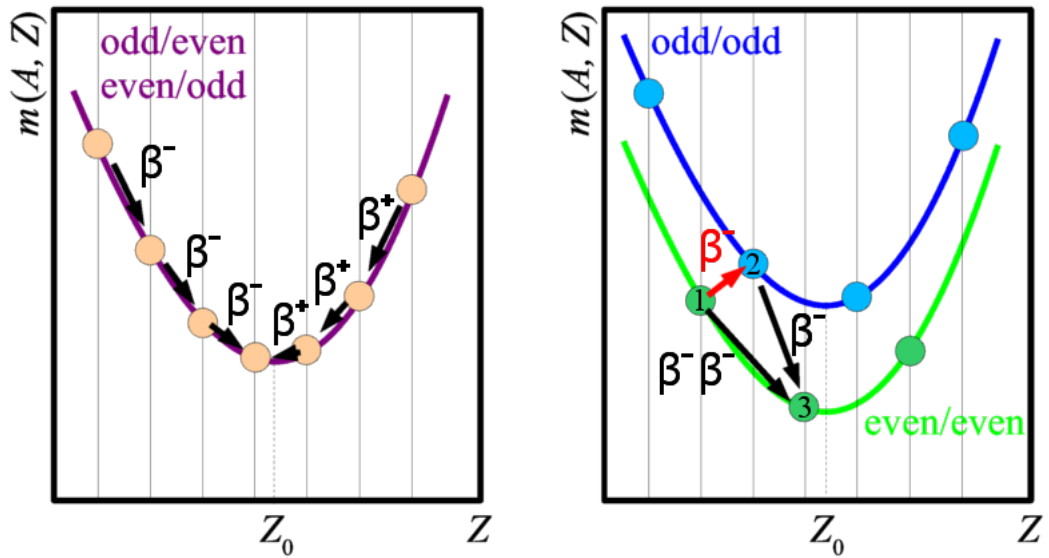 m(A, Z)
odd/even
even/odd
β⁻
β⁻
β⁻
β⁺
β⁺
β⁺
Z₀
Z
m(A, Z)
odd/odd
β⁻
1
2
β⁻
β⁻β⁻
3
even/even
Z₀
Z